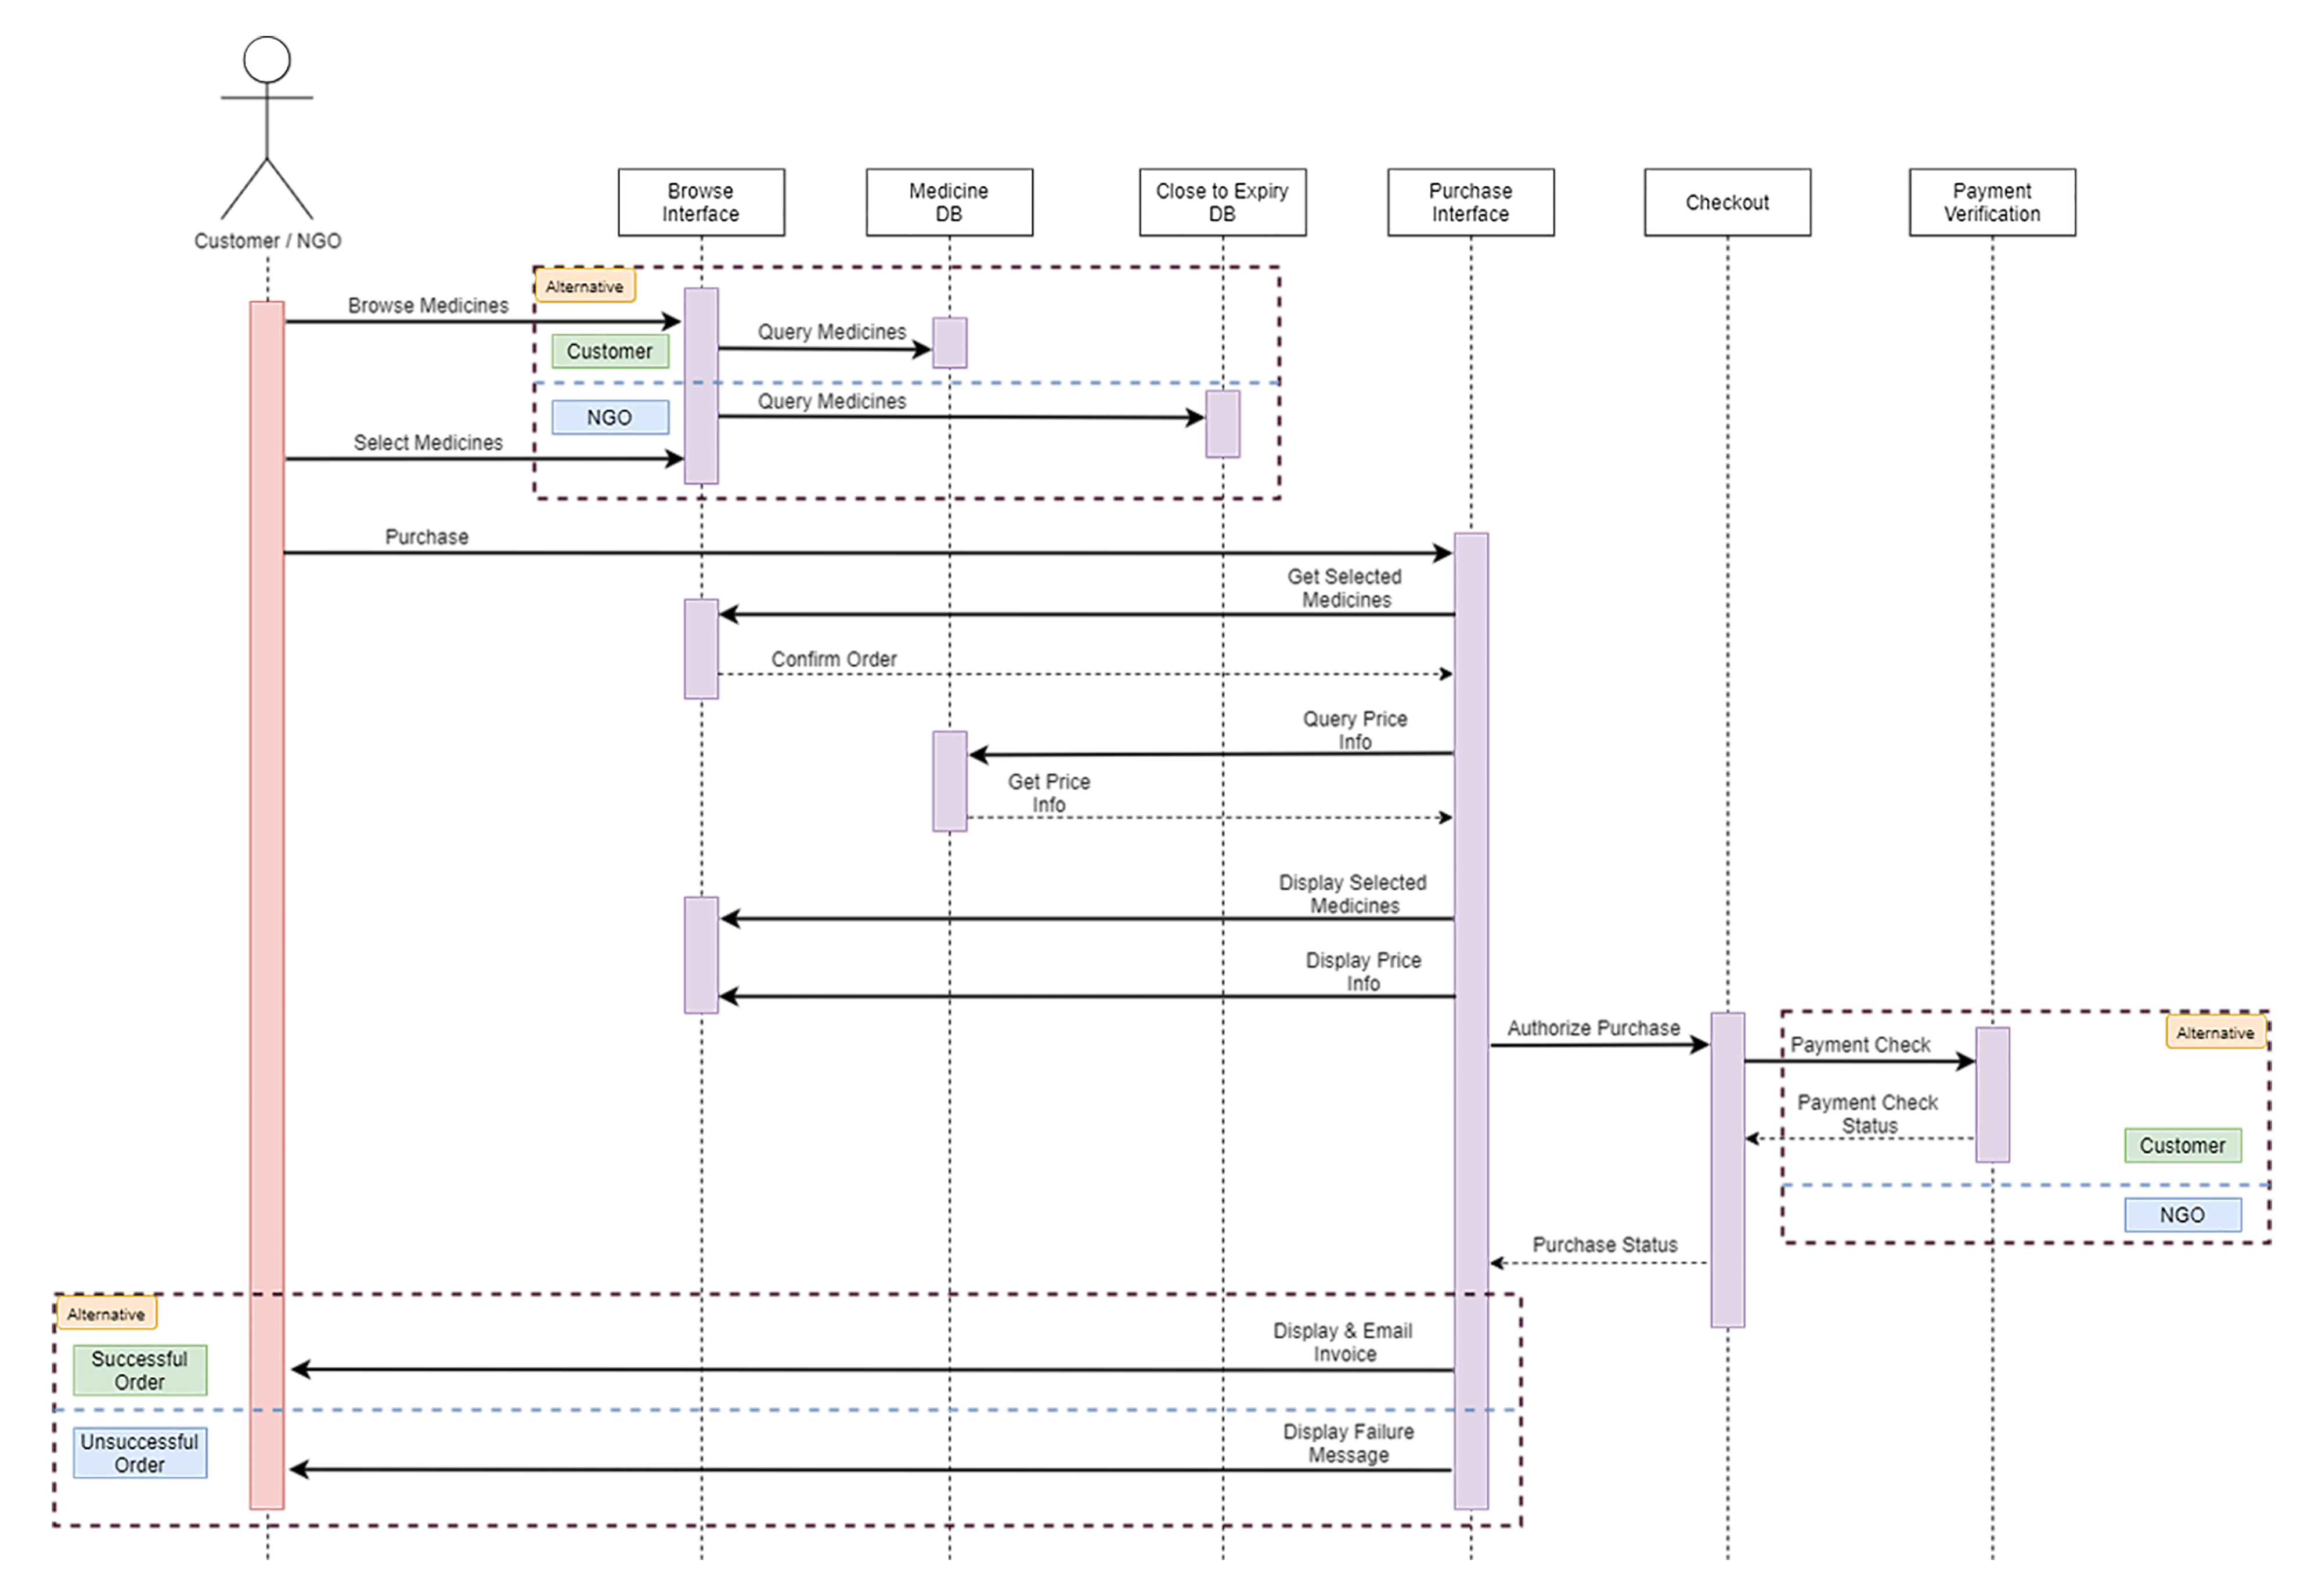 Customer / NGO
Browse
Interface
Medicine
DB
Close to Expiry
DB
Purchase
Interface
Checkout
Payment
Verification
Alternative
Browse Medicines
Query Medicines
Customer
Query Medicines
NGO
Select Medicines
Purchase
Get Selected
Medicines
Confirm Order
Query Price
Info
Get Price
Info
Display Selected
Medicines
Display Price
Info
Authorize Purchase
Alternative
Payment Check
Payment Check
Status
Customer
NGO
Purchase Status
Alternative
Display & Email
Invoice
Successful
Order
Display Failure
Message
Unsuccessful
Order